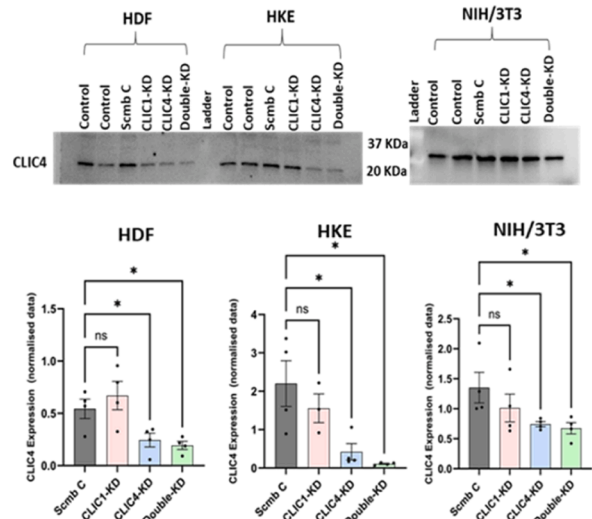 HDF HKE NIH/3T3
Control Control Scmb C CLIC1-KD CLIC4-KD Double-KD Ladder Control Control Scmb C CLIC1-KD CLIC4-KD Double-KD Ladder Control Control Scmb C CLIC1-KD CLIC4-KD Double-KD
CLIC4
37 KDa
20 KDa
HDF
CLIC4 Expression (normalised data)
1.5
1.0
0.5
0.0
*
*
ns
Scmb C CLIC1-KD CLIC4-KD Double-KD
HKE
CLIC4 Expression (normalised data)
4
3
2
1
0
*
*
ns
Scmb C CLIC1-KD CLIC4-KD Double-KD
NIH/3T3
CLIC4 Expression (normalised data)
2.5
2.0
1.5
1.0
0.5
0.0
*
*
ns
Scmb C CLIC1-KD CLIC4-KD Double-KD